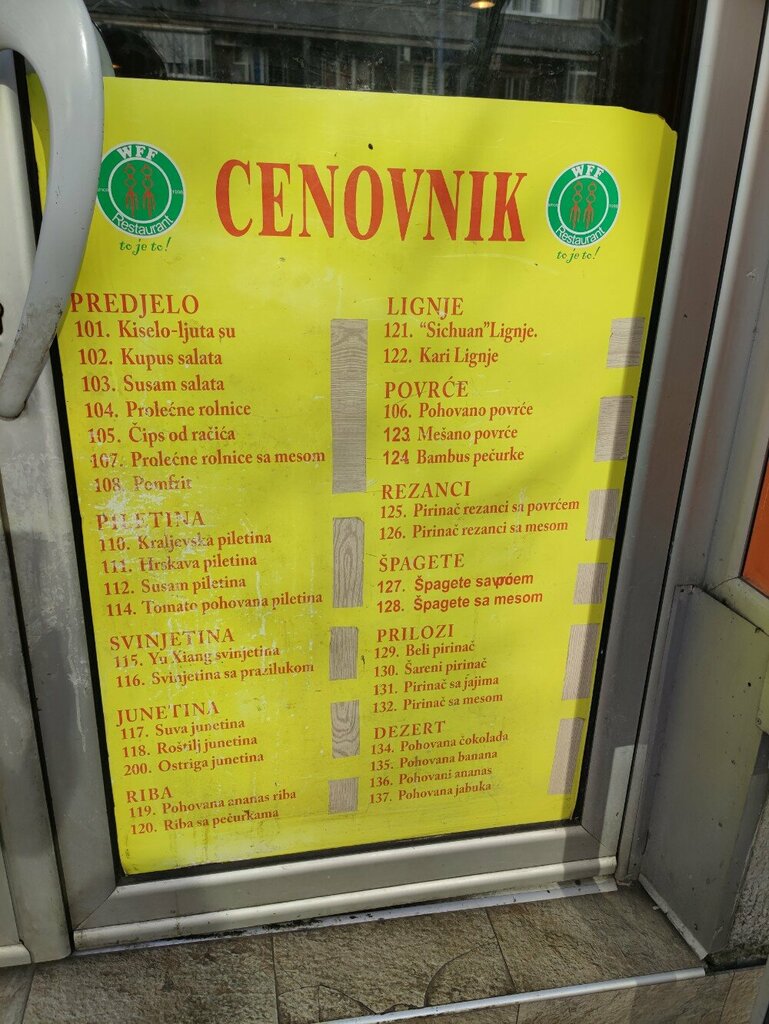 WFF
Restaurant
to je to!
CENOVNIK
WFF
Restaurant
to je to!
PREDJELO
101. Kiselo-ljuta su
102. Kupus salata
103. Susam salata
104. Prolećne rolnice
105. Čips od račića
107. Prolećne rolnice sa mesom
108. Pomfrit
PILETINA
110. Kraljevska piletina
111. Hrskava piletina
112. Susam piletina
114. Tomato pohovana piletina
SVINJETINA
115. Yu Xiang svinjetina
116. Svinjetina sa prazilukom
JUNETINA
117. Suva junetina
118. Roštilj junetina
200. Ostriga junetina
RIBA
119. Pohovana ananas riba
120. Riba sa pečurkama
LIGNJE
121. "Sichuan"Lignje.
122. Kari Lignje
POVRĆE
106. Pohovano povrće
123 Mešano povrće
124 Bambus pečurke
REZANCI
125. Pirinač rezanci sa povrćem
126. Pirinač rezanci sa mesom
ŠPAGETE
127. Špagete sa
128. Špagete sa mesom
PRILOZI
129. Beli pirinač
130. Šareni pirinač
131. Pirinač sa jajima
132. Pirinač sa mesom
DEZERT
134. Pohovana čokolada
135. Pohovana banana
136. Pohovani ananas
137. Pohovana jabuka